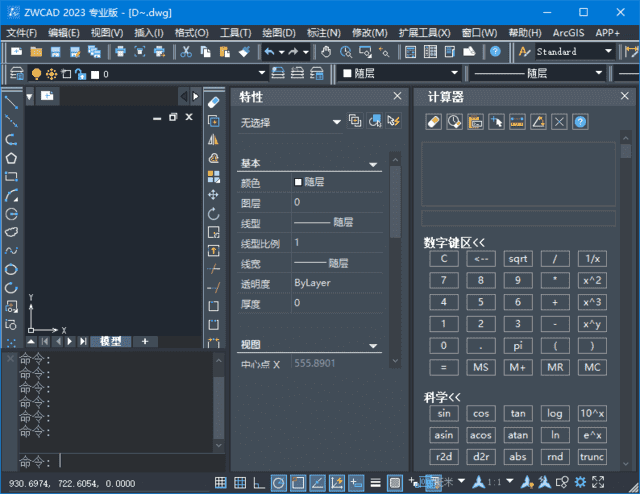 ZWCAD 2023 专业版 - [D~.dwg]
文件(F) 编辑(E) 视图(V) 插入(I) 格式(O) 工具(T) 绘图(D) 标注(N) 修改(M) 扩展工具(X) 窗口(W) 帮助(H) ArcGIS APP+
Standard
0 随层 随层
特性
无选择
基本
颜色 随层
图层 0
线型 随层
线型比例 1
线宽 随层
透明度 ByLayer
厚度 0
视图
中心点 X 555.8901
计算器
数字键区<<
C <-- sqrt / 1/x
7 8 9 * x^2
4 5 6 + x^3
1 2 3 - x^y
0 . pi ( )
= MS M+ MR MC
科学<<
sin cos tan log 10^x
asin acos atan ln e^x
r2d d2r abs rnd trunc
Y
X
模型 +
命令:
命令:
命令:
命令:
命令:
命令:
命令:
930.6974, 722.6054, 0.0000
毫米 1:1